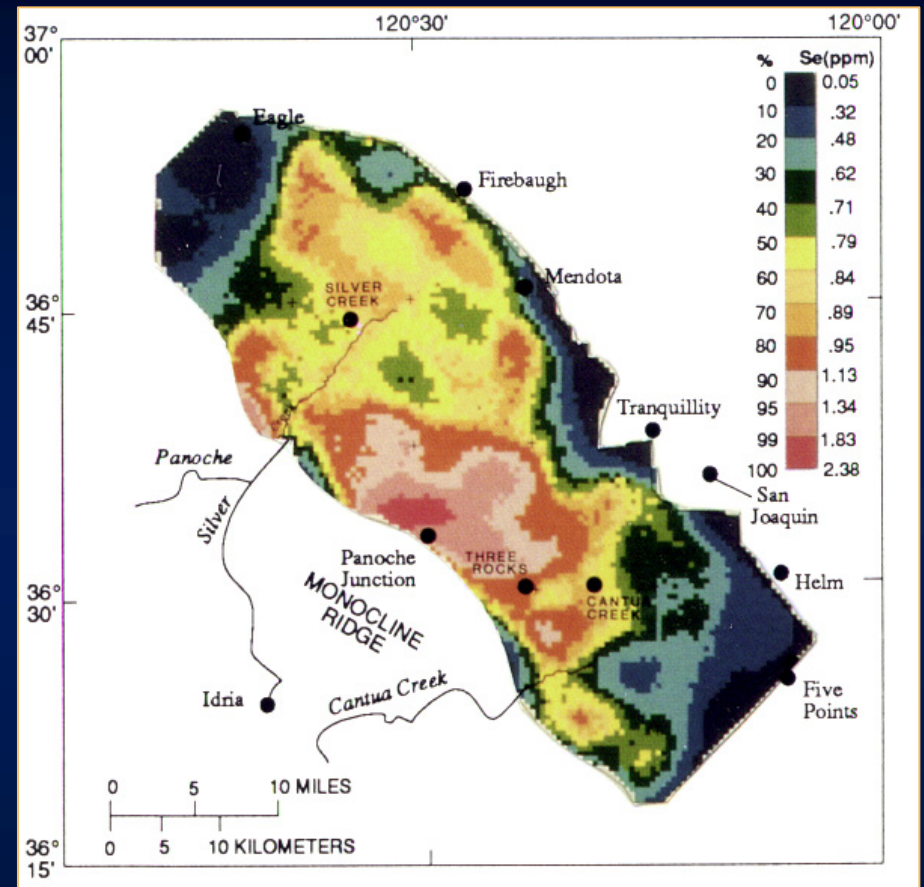 120°30'
120°00'
37°
00'
% Se(ppm)
0 0.05
10 .32
20 .48
30 .62
40 .71
50 .79
60 .84
70 .89
80 .95
90 1.13
95 1.34
99 1.83
100 2.38
Eagle
Firebaugh
SILVER
CREEK
Mendota
36°
45'
Tranquillity
Panoche
Silver
San
Joaquin
Panoche
Junction
THREE
ROCKS
CANTUA
CREEK
Helm
36°
30'
MONOCLINE
RIDGE
Idria
Cantua Creek
Five
Points
0 5 10 MILES
0 5 10 KILOMETERS
36°
15'